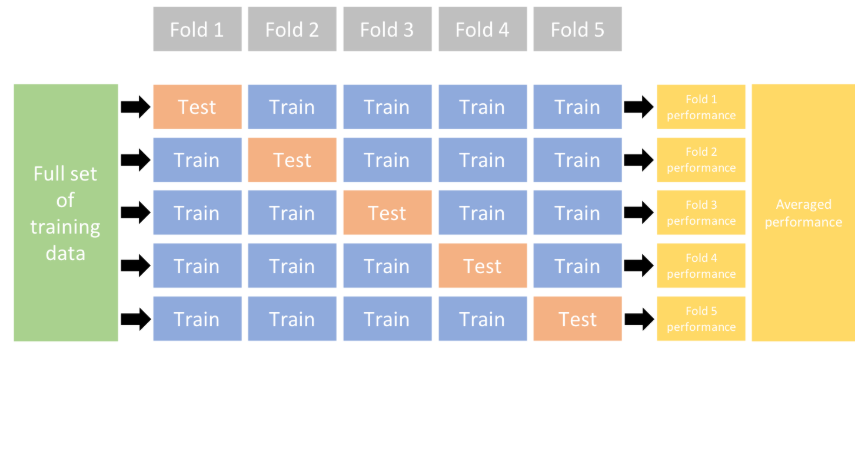 Fold 1 Fold 2 Fold 3 Fold 4 Fold 5
Full set
of
training
data
Test Train Train Train Train
Fold 1
performance
Train Test Train Train Train
Fold 2
performance
Train Train Test Train Train
Fold 3
performance
Train Train Train Test Train
Fold 4
performance
Train Train Train Train Test
Fold 5
performance
Averaged
performance